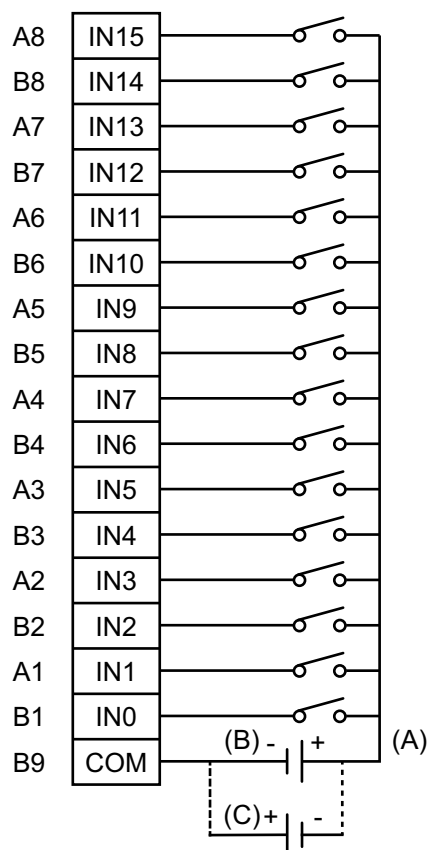 A8 IN15
B8 IN14
A7 IN13
B7 IN12
A6 IN11
B6 IN10
A5 IN9
B5 IN8
A4 IN7
B4 IN6
A3 IN5
B3 IN4
A2 IN3
B2 IN2
A1 IN1
B1 IN0
B9 COM (B) - + (A)
(C) + -